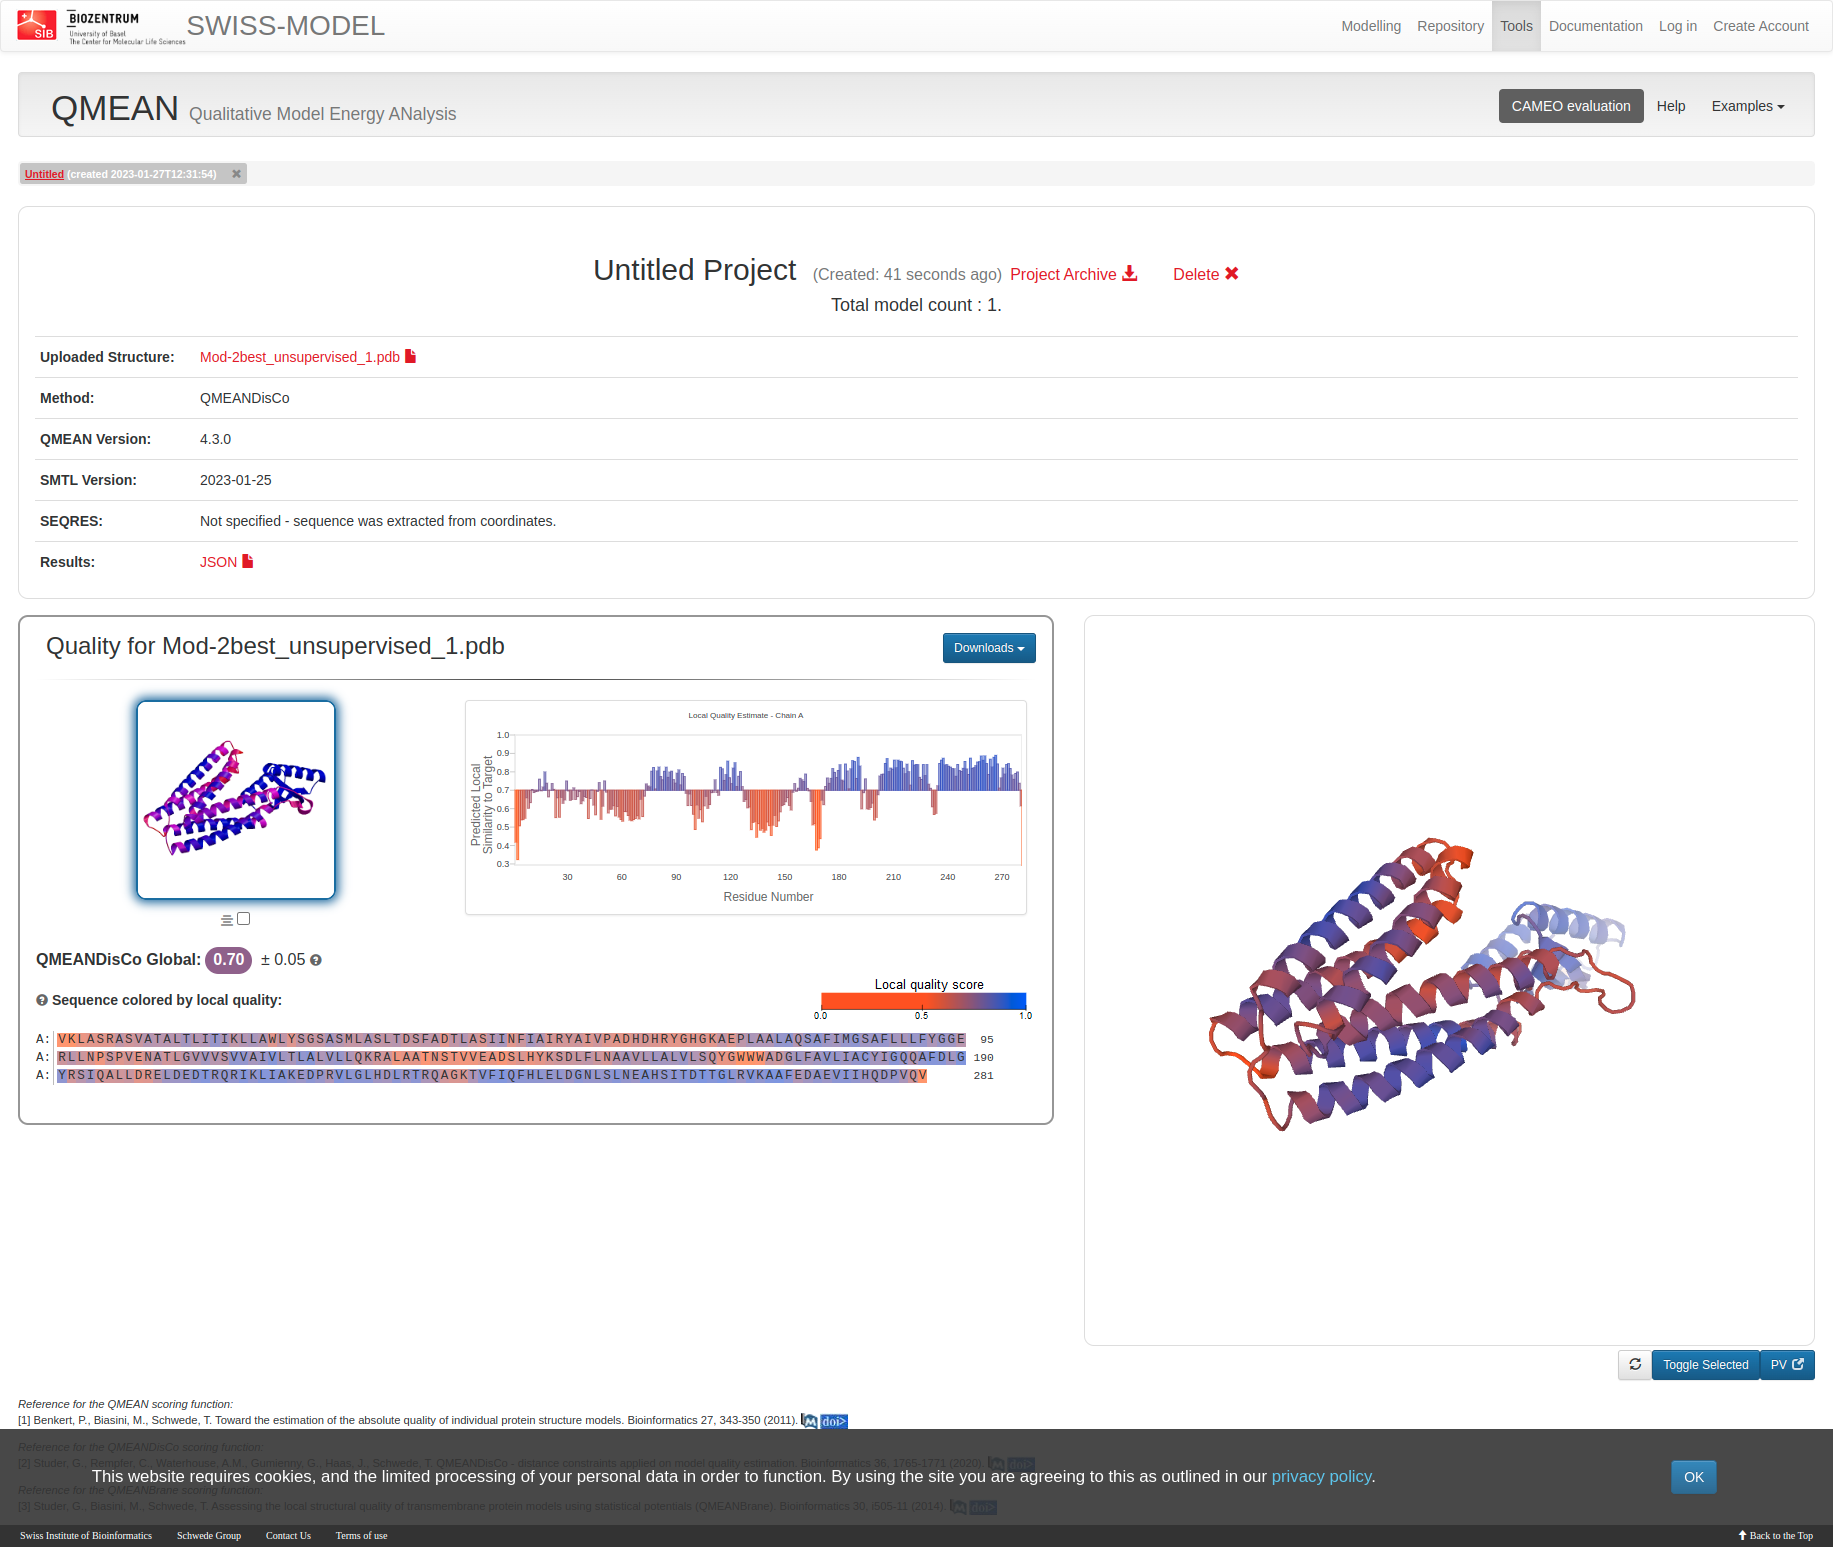 SIB
BIOZENTRUM
University of Basel
The Center for Molecular Life Sciences
SWISS-MODEL
Modelling Repository Tools Documentation Log in Create Account
QMEAN Qualitative Model Energy ANalysis
CAMEO evaluation Help Examples
Untitled (created 2023-01-27T12:31:54) ✖
Untitled Project (Created: 41 seconds ago) Project Archive Delete ✖
Total model count : 1.
Uploaded Structure: Mod-2best_unsupervised_1.pdb
Method: QMEANDisCo
QMEAN Version: 4.3.0
SMTL Version: 2023-01-25
SEQRES: Not specified - sequence was extracted from coordinates.
Results: JSON
Quality for Mod-2best_unsupervised_1.pdb
Downloads
Local Quality Estimate - Chain A
Predicted Local
Similarity to Target
1.0
0.9
0.8
0.7
0.6
0.5
0.4
0.3
30 60 90 120 150 180 210 240 270
Residue Number
QMEANDisCo Global: 0.70 ± 0.05
Sequence colored by local quality:
Local quality score
0.0 0.5 1.0
A: VKLASRASVATALTLITIKLLAWLYSGSASMLASLTDSFADTLASIINFIAIRYAIVPADHDHRYGHGKAEPLAALAQSAFIMGSAFLLLFYGGE 95
A: RLLNPSPVENATLGVVVSVVAIVLTLALVLLQKRALAATNSTVVEADSLHYKSDLFLNAAVLLALVLSQYGWWWADGLFAVLIACYIGQQAFDLG 190
A: YRSIQALLDRELDEDTRQRIKLIAKEDPRVLGLHDLRTRQAGKTVFIQFHLELDGNLSLNEAHSITDTTGLRVKAAFEDAEVIIHQDPVQV 281
Toggle Selected PV
Reference for the QMEAN scoring function:
[1] Benkert, P., Biasini, M., Schwede, T. Toward the estimation of the absolute quality of individual protein structure models. Bioinformatics 27, 343-350 (2011). M doi>
Reference for the QMEANDisCo scoring function:
[2] Studer, G., Rempfer, C., Waterhouse, A.M., Gumienny, G., Haas, J., Schwede, T. QMEANDisCo - distance constraints applied on model quality estimation. Bioinformatics 36, 1765-1771 (2020). M doi>
This website requires cookies, and the limited processing of your personal data in order to function. By using the site you are agreeing to this as outlined in our privacy policy.
OK
Reference for the QMEANBrane scoring function:
[3] Studer, G., Biasini, M., Schwede, T. Assessing the local structural quality of transmembrane protein models using statistical potentials (QMEANBrane). Bioinformatics 30, i505-11 (2014). M doi>
Swiss Institute of Bioinformatics Schwede Group Contact Us Terms of use
Back to the Top